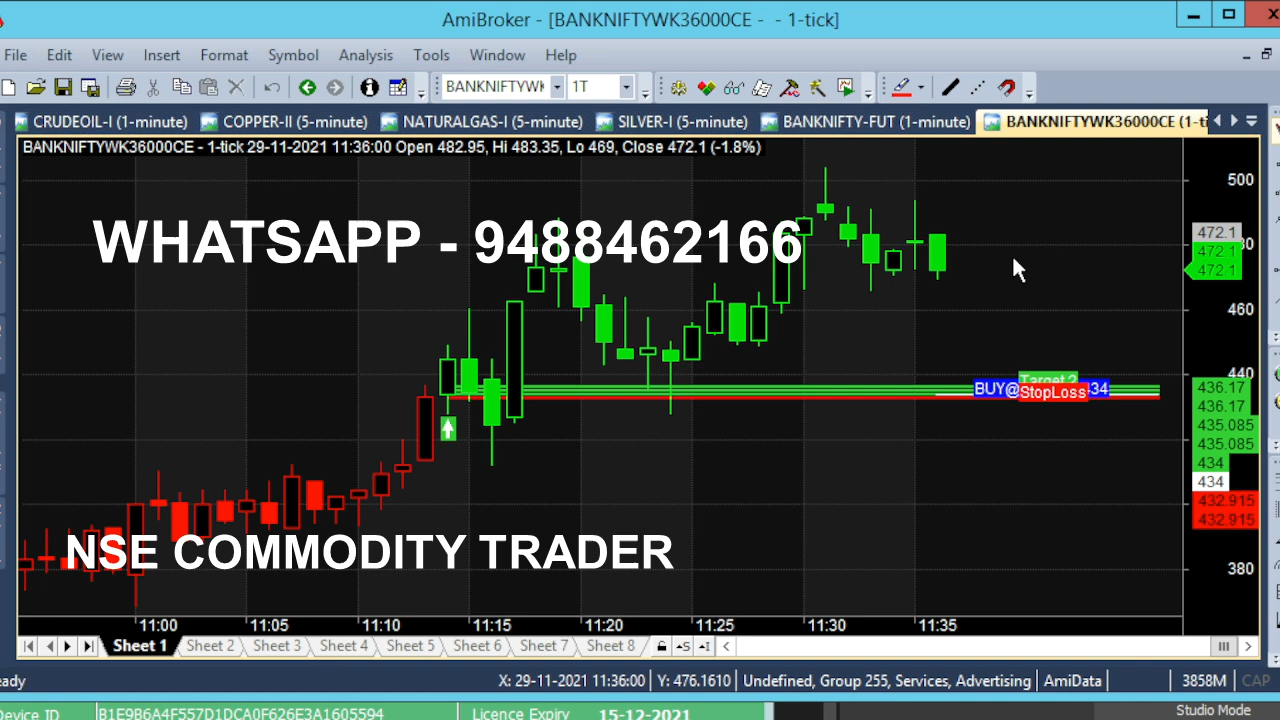 AmiBroker - [BANKNIFTYWK36000CE - - 1-tick]
File Edit View Insert Format Symbol Analysis Tools Window Help
BANKNIFTYWK 1T
CRUDEOIL-I (1-minute) COPPER-II (5-minute) NATURALGAS-I (5-minute) SILVER-I (5-minute) BANKNIFTY-FUT (1-minute) BANKNIFTYWK36000CE (1-ti
BANKNIFTYWK36000CE - 1-tick 29-11-2021 11:36:00 Open 482.95, Hi 483.35, Lo 469, Close 472.1 (-1.8%)
500
WHATSAPP - 9488462166
472.1
472.1
472.1
460
440
Target 2
BUY@ StopLoss 434
436.17
436.17
435.085
435.085
434
434
432.915
432.915
NSE COMMODITY TRADER
380
11:00 11:05 11:10 11:15 11:20 11:25 11:30 11:35
Sheet 1 Sheet 2 Sheet 3 Sheet 4 Sheet 5 Sheet 6 Sheet 7 Sheet 8
eady X: 29-11-2021 11:36:00 Y: 476.1610 Undefined, Group 255, Services, Advertising AmiData 3858M CAP
Device ID B1E9B6A4F557D1DCA0F626E3A1605594 Licence Expiry 15-12-2021 Studio Mode